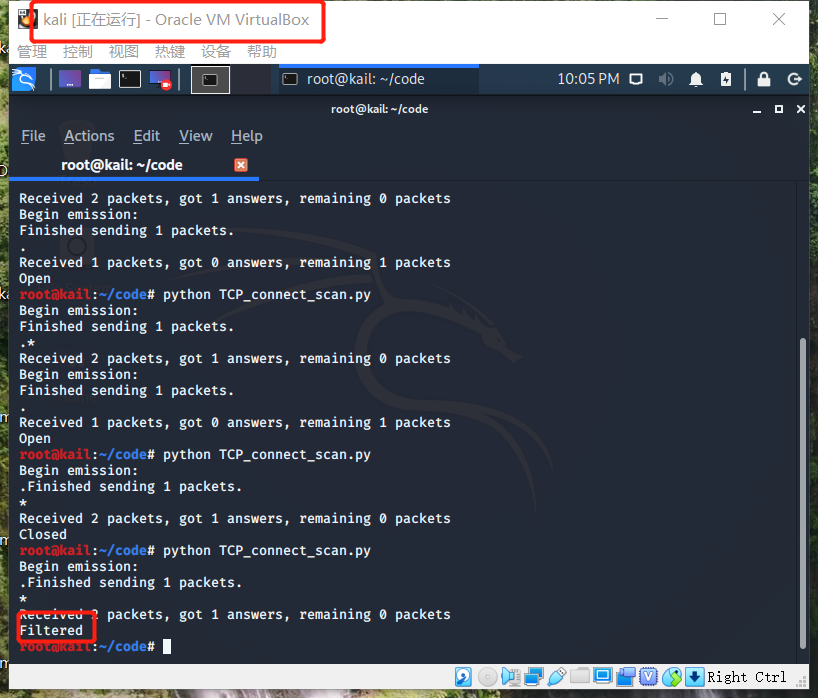 kali [正在运行] - Oracle VM VirtualBox
管理 控制 视图 热键 设备 帮助
root@kail: ~/code 10:05 PM
root@kail: ~/code
File Actions Edit View Help
root@kail: ~/code
Received 2 packets, got 1 answers, remaining 0 packets
Begin emission:
Finished sending 1 packets.
.
Received 1 packets, got 0 answers, remaining 1 packets
Open
root@kail:~/code# python TCP_connect_scan.py
Begin emission:
Finished sending 1 packets.
.*
Received 2 packets, got 1 answers, remaining 0 packets
Begin emission:
Finished sending 1 packets.
.
Received 1 packets, got 0 answers, remaining 1 packets
Open
root@kail:~/code# python TCP_connect_scan.py
Begin emission:
.Finished sending 1 packets.
*
Received 2 packets, got 1 answers, remaining 0 packets
Closed
root@kail:~/code# python TCP_connect_scan.py
Begin emission:
.Finished sending 1 packets.
*
Received 2 packets, got 1 answers, remaining 0 packets
Filtered
root@kail:~/code#
Right Ctrl